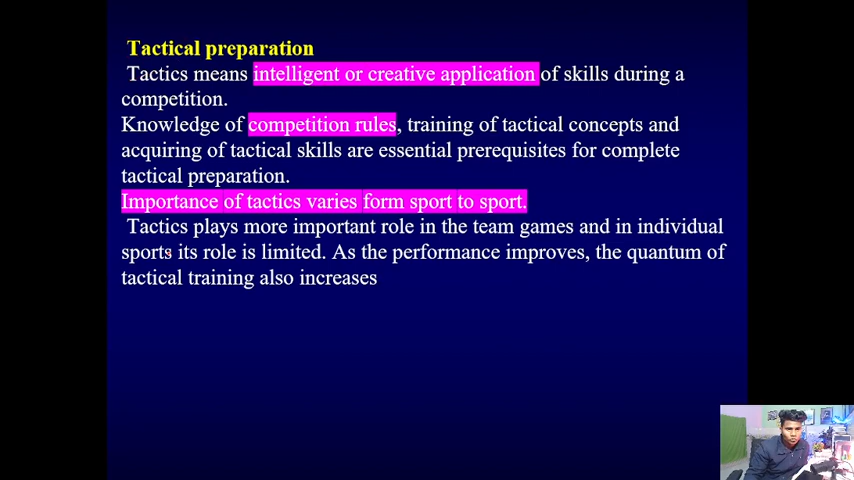 Tactical preparation
Tactics means intelligent or creative application of skills during a
competition.
Knowledge of competition rules, training of tactical concepts and
acquiring of tactical skills are essential prerequisites for complete
tactical preparation.
Importance of tactics varies form sport to sport.
Tactics plays more important role in the team games and in individual
sports its role is limited. As the performance improves, the quantum of
tactical training also increases